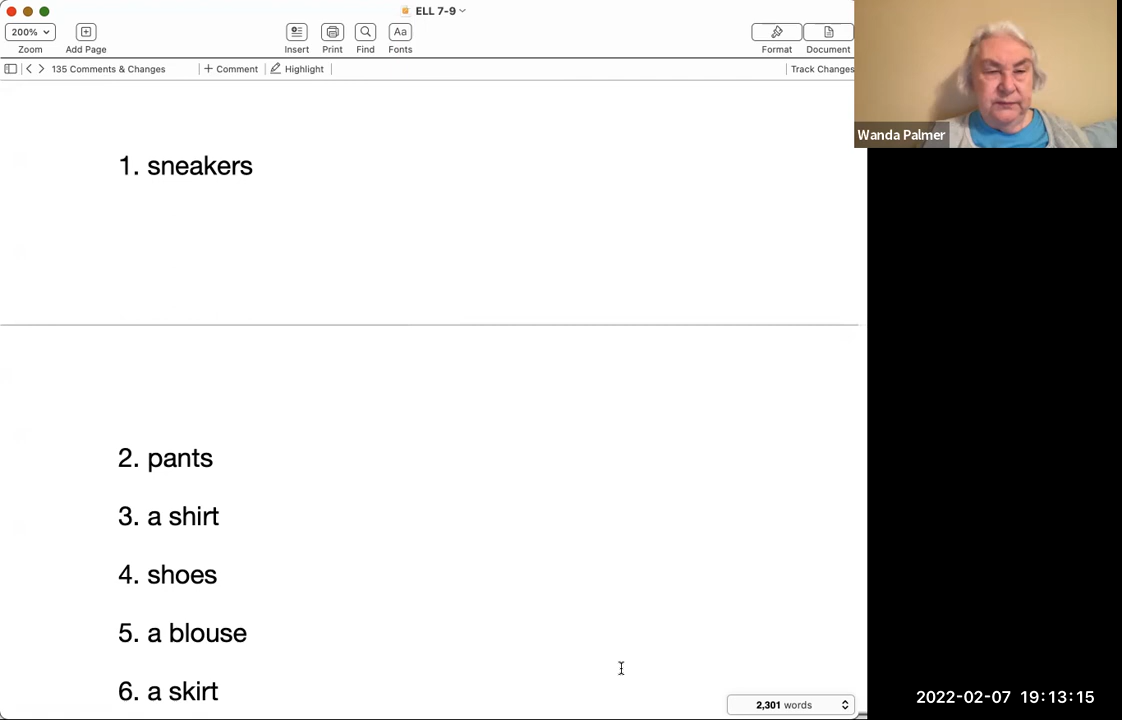 ELL 7-9
200%
Zoom
Add Page
Insert
Print
Find
Aa
Fonts
Format
Document
135 Comments & Changes
+ Comment
Highlight
Track Changes
Wanda Palmer
1. sneakers
2. pants
3. a shirt
4. shoes
5. a blouse
6. a skirt
2,301 words
2022-02-07 19:13:15